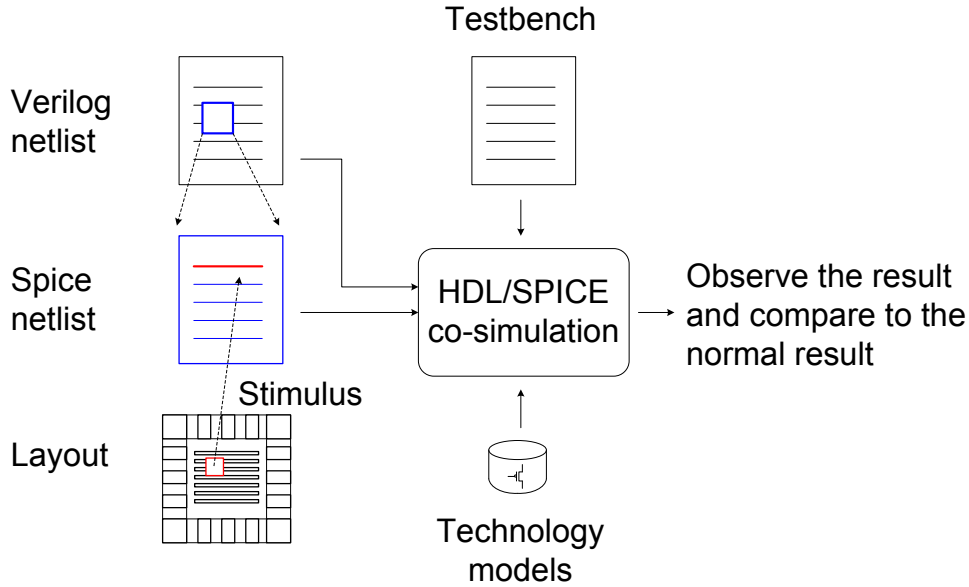 Testbench
Verilog
netlist
Spice
netlist
HDL/SPICE
co-simulation
Observe the result
and compare to the
normal result
Stimulus
Layout
Technology
models